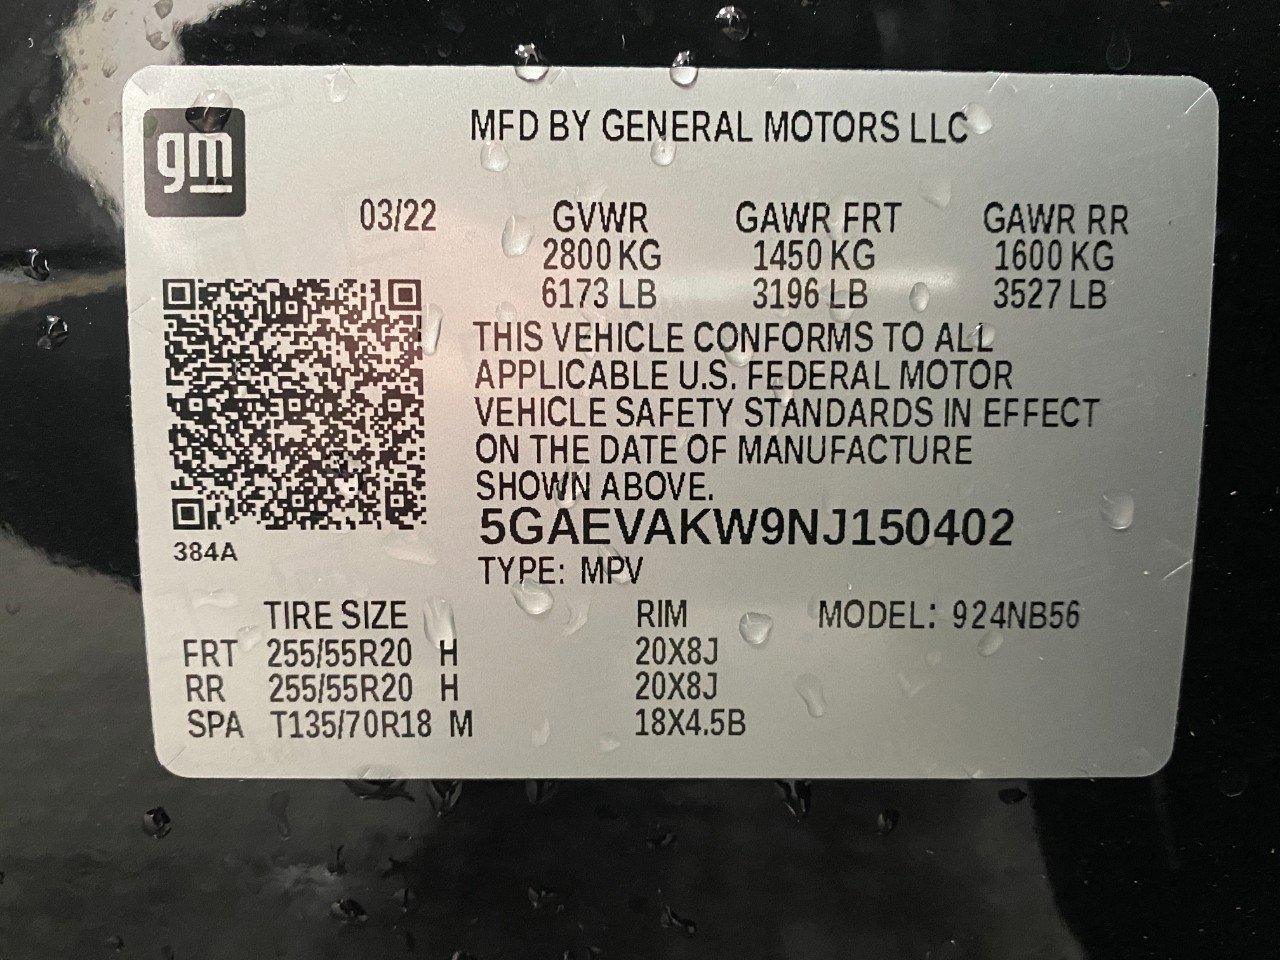 gm
MFD BY GENERAL MOTORS LLC
03/22 GVWR GAWR FRT GAWR RR
2800 KG 1450 KG 1600 KG
6173 LB 3196 LB 3527 LB
THIS VEHICLE CONFORMS TO ALL
APPLICABLE U.S. FEDERAL MOTOR
VEHICLE SAFETY STANDARDS IN EFFECT
ON THE DATE OF MANUFACTURE
SHOWN ABOVE.
5GAEVAKW9NJ150402
384A
TYPE: MPV
TIRE SIZE RIM MODEL: 924NB56
FRT 255/55R20 H 20X8J
RR 255/55R20 H 20X8J
SPA T135/70R18 M 18X4.5B